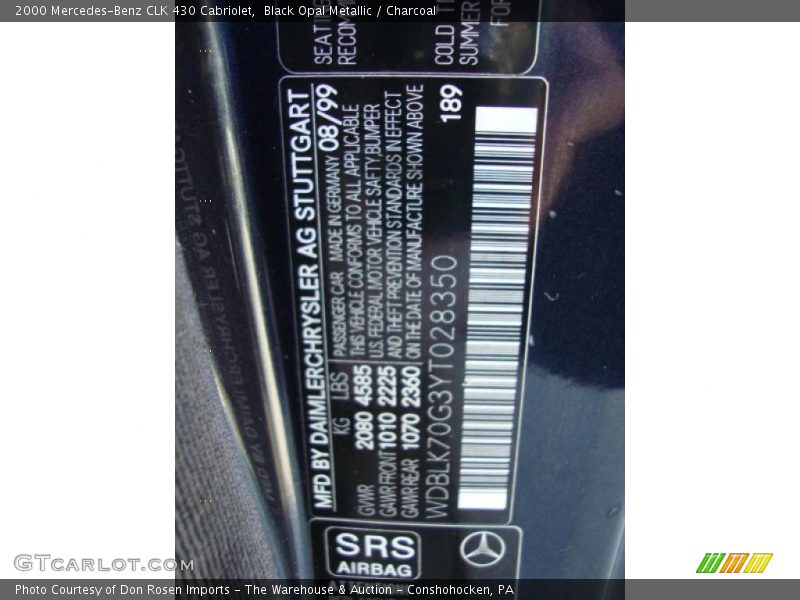 2000 Mercedes-Benz CLK 430 Cabriolet,  Black Opal Metallic / Charcoal
COLD
SUMMER
FOR
MFD BY DAIMLERCHRYSLER AG STUTTGART
KG LBS PASSENGER CAR MADE IN GERMANY 08/99
GVWR 2080 4585 THIS VEHICLE CONFORMS TO ALL APPLICABLE
U.S. FEDERAL MOTOR VEHICLE SAFTY,BUMPER
GAWR FRONT 1010 2225 AND THEFT PREVENTION STANDARDS IN EFFECT
GAWR REAR 1070 2360 ON THE DATE OF MANUFACTURE SHOWN ABOVE
WDBLK70G3YT028350 189
SRS
AIRBAG
GTcarlot.com
Photo Courtesy of Don Rosen Imports - The Warehouse & Auction - Conshohocken, PA